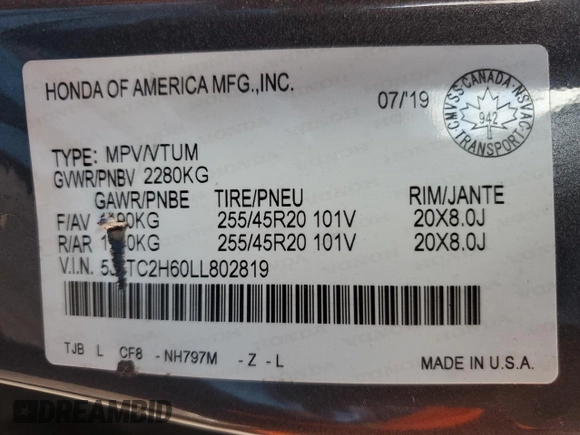 HONDA OF AMERICA MFG.,INC.
07/'19
CMVSS-CANADA-NSVAC
942
TRANSPORT
TYPE: MPV/VTUM
GVWR/PNBV 2280KG
GAWR/PNBE TIRE/PNEU RIM/JANTE
F/AV 255/45R20 101V 20X8.0J
R/AR 255/45R20 101V 20X8.0J
V.I.N.
TJB L CF8 - NH797M - Z - L
MADE IN U.S.A.
DREAMBID